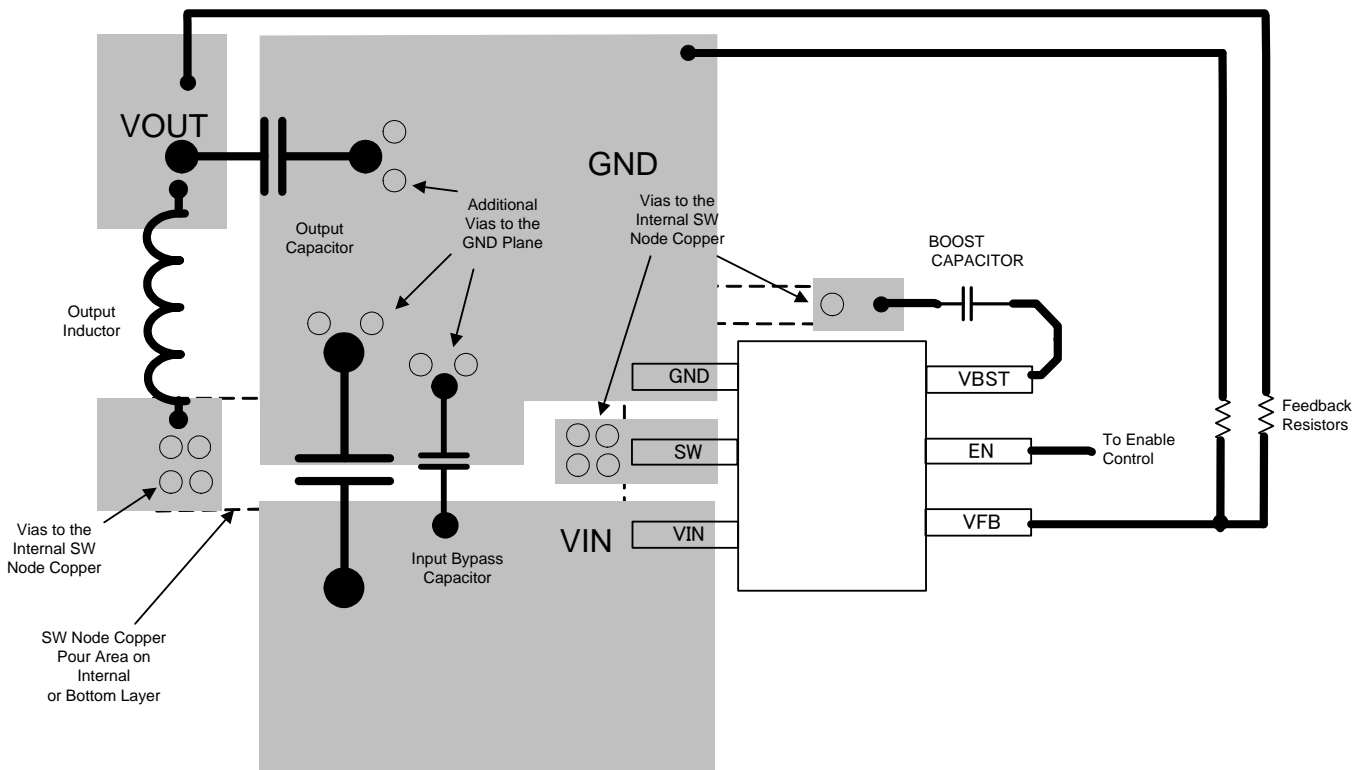 VOUT
GND
Output
Capacitor
Additional
Vias to the
GND Plane
Vias to the
Internal SW
Node Copper
BOOST
CAPACITOR
Output
Inductor
GND
VBST
SW
EN
To Enable
Control
Feedback
Resistors
VIN
VIN
VFB
Input Bypass
Capacitor
Vias to the
Internal SW
Node Copper
SW Node Copper
Pour Area on
Internal
or Bottom Layer